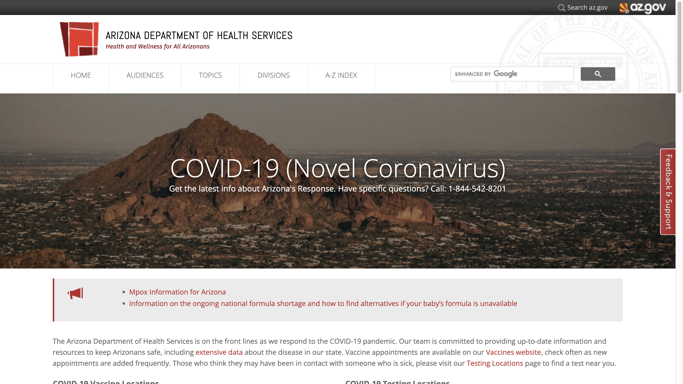 Search az.gov
az.gov
ARIZONA DEPARTMENT OF HEALTH SERVICES
Health and Wellness for All Arizonans
HOME AUDIENCES TOPICS DIVISIONS A-Z INDEX
ENHANCED BY Google
COVID-19 (Novel Coronavirus)
Get the latest info about Arizona's Response. Have specific questions? Call: 1-844-542-8201
Feedback & Support
• Mpox Information for Arizona
• Information on the ongoing national formula shortage and how to find alternatives if your baby's formula is unavailable
The Arizona Department of Health Services is on the front lines as we respond to the COVID-19 pandemic. Our team is committed to providing up-to-date information and
resources to keep Arizonans safe, including extensive data about the disease in our state. Vaccine appointments are available on our Vaccines website, check often as new
appointments are added frequently. Those who think they may have been in contact with someone who is sick, please visit our Testing Locations page to find a test near you.
COVID-19 Vaccine Locations COVID-19 Testing Locations